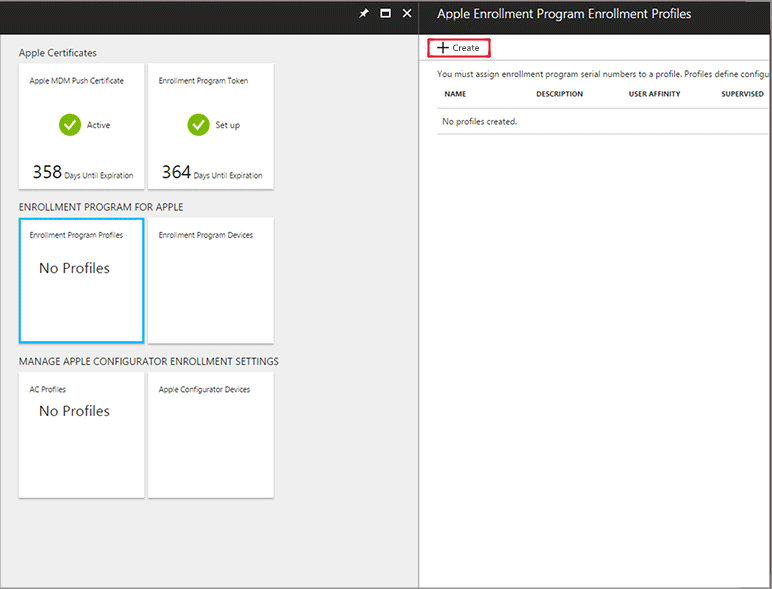 Apple Certificates
Apple MDM Push Certificate
Active
358 Days Until Expiration
Enrollment Program Token
Set up
364 Days Until Expiration
ENROLLMENT PROGRAM FOR APPLE
Enrollment Program Profiles
No Profiles
Enrollment Program Devices
MANAGE APPLE CONFIGURATOR ENROLLMENT SETTINGS
AC Profiles
No Profiles
Apple Configurator Devices
Apple Enrollment Program Enrollment Profiles
Create
You must assign enrollment program serial numbers to a profile. Profiles define configu
NAME DESCRIPTION USER AFFINITY SUPERVISED
No profiles created.